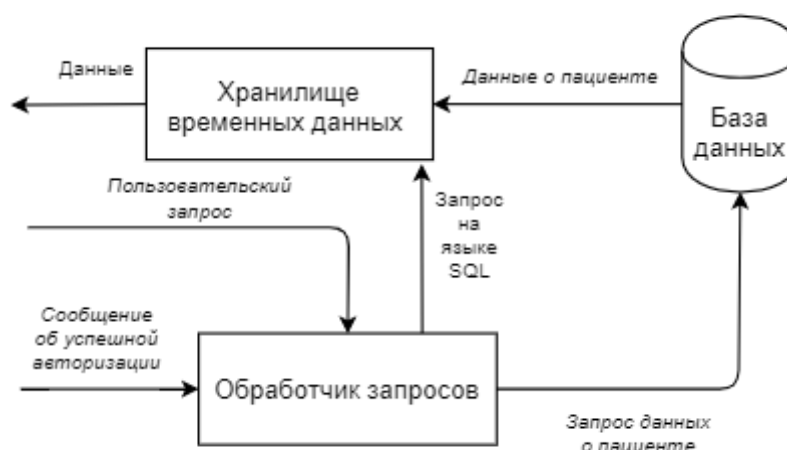 Данные
Хранилище
временных данных
Данные о пациенте
База
данных
Пользовательский
запрос
Запрос
на
языке
SQL
Сообщение
об успешной
авторизации
Обработчик запросов
Запрос данных
о пациенте